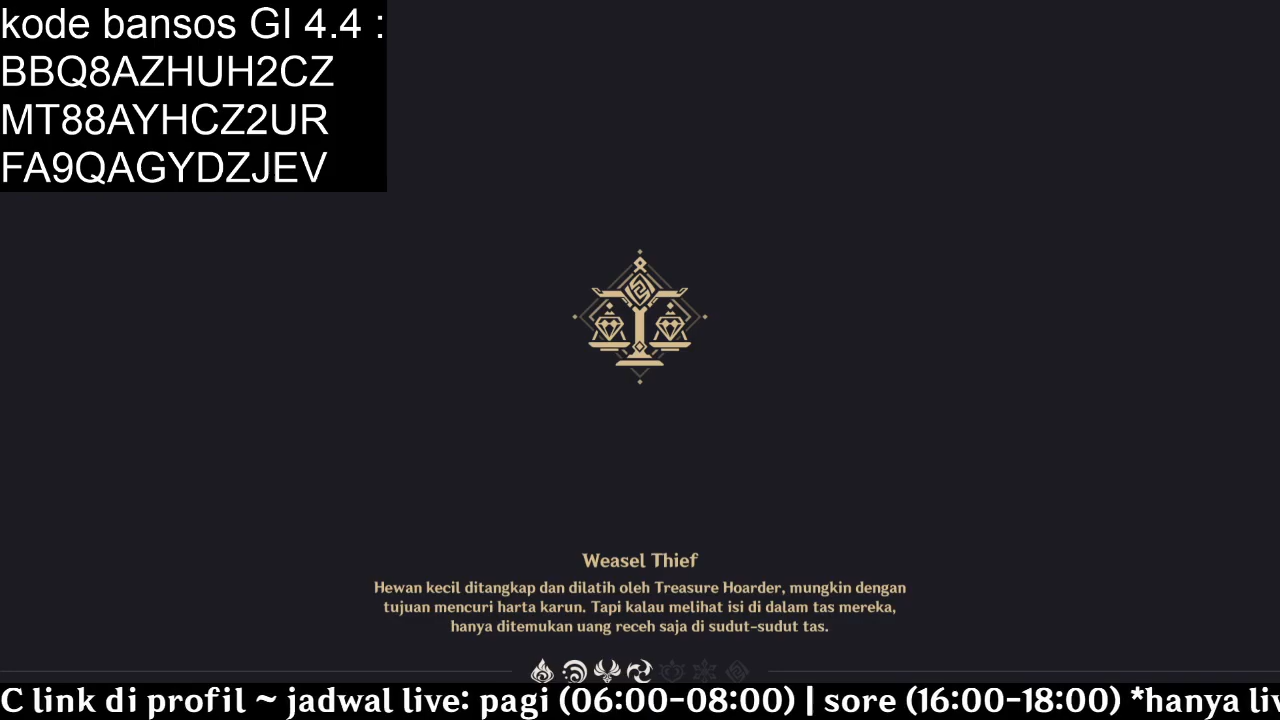 kode bansos GI 4.4 :
BBQ8AZHUH2CZ
MT88AYHCZ2UR
FA9QAGYDZJEV
Weasel Thief
Hewan kecil ditangkap dan dilatih oleh Treasure Hoarder, mungkin dengan
tujuan mencuri harta karun. Tapi kalau melihat isi di dalam tas mereka,
hanya ditemukan uang receh saja di sudut-sudut tas.
C link di profil ~ jadwal live: pagi (06:00-08:00) | sore (16:00-18:00) *hanya liv